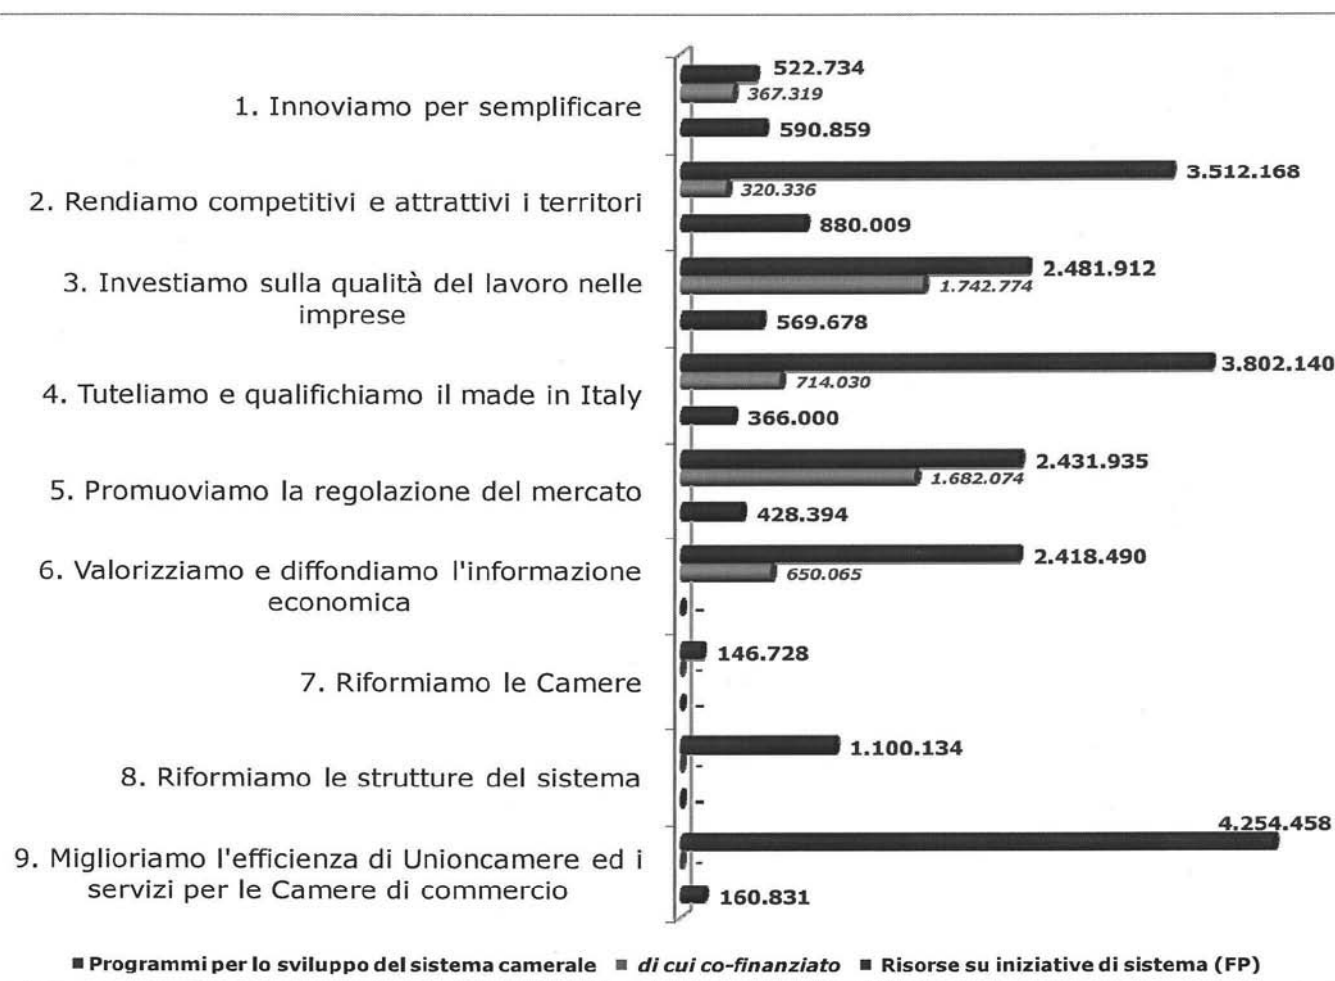 522.734
367.319
1. Innoviamo per semplificare
590.859
3.512.168
320.336
2. Rendiamo competitivi e attrattivi i territori
880.009
2.481.912
1.742.774
3. Investiamo sulla qualità del lavoro nelle
imprese
569.678
3.802.140
714.030
4. Tuteliamo e qualifichiamo il made in Italy
366.000
2.431.935
1.682.074
5. Promuoviamo la regolazione del mercato
428.394
2.418.490
650.065
6. Valorizziamo e diffondiamo l'informazione
economica
-
146.728
-
7. Riformiamo le Camere
-
1.100.134
-
8. Riformiamo le strutture del sistema
-
4.254.458
-
9. Miglioriamo l'efficienza di Unioncamere ed i
servizi per le Camere di commercio
160.831
Programmi per lo sviluppo del sistema camerale di cui co-finanziato Risorse su iniziative di sistema (FP)